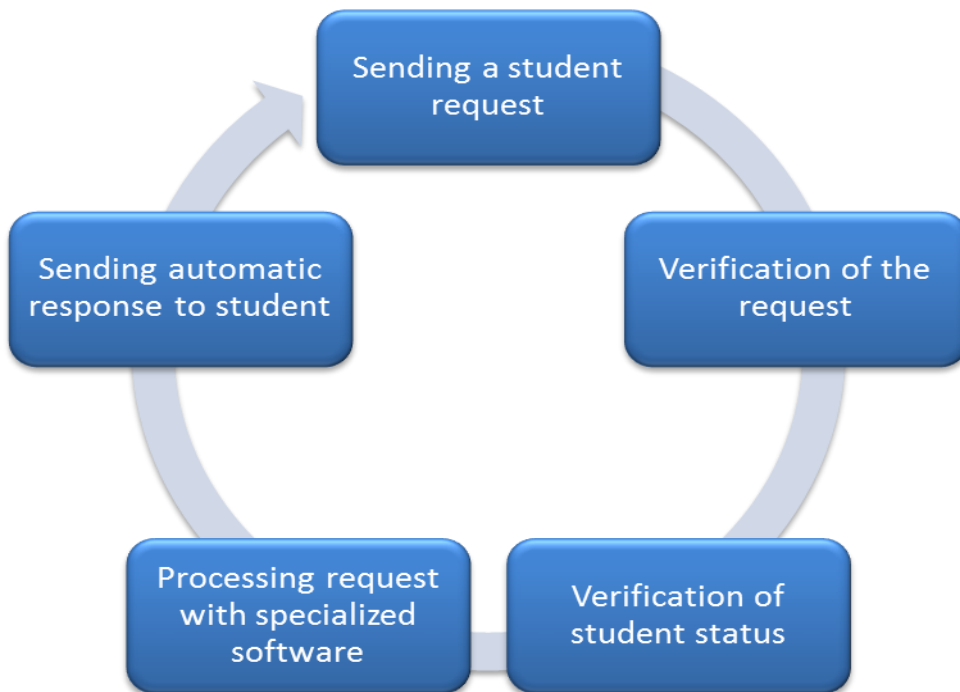 Sending a student
request
Verification of the
request
Verification of
student status
Processing request
with specialized
software
Sending automatic
response to student